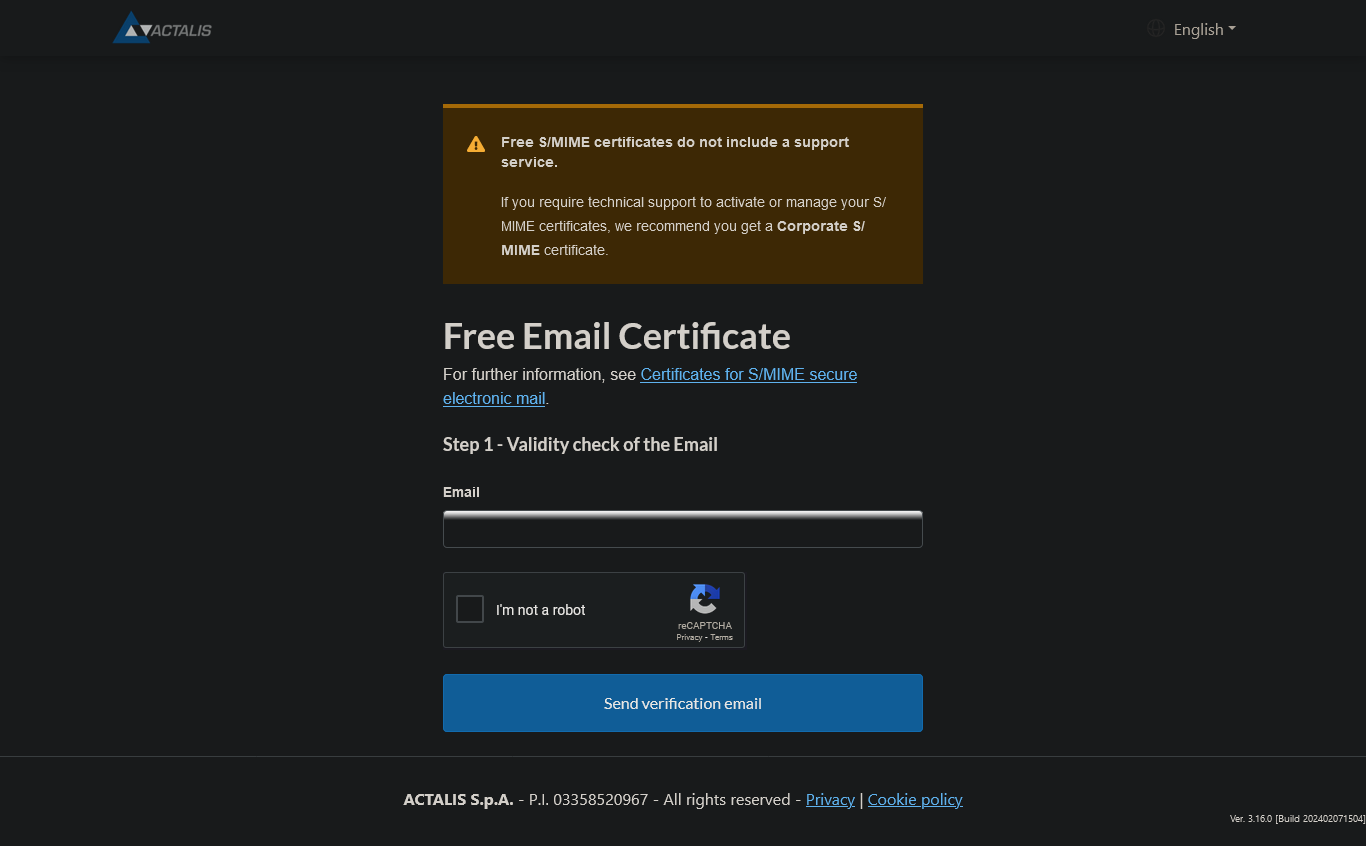 ACTALIS
English
Free S/MIME certificates do not include a support
service.
If you require technical support to activate or manage your S/
MIME certificates, we recommend you get a Corporate S/
MIME certificate.
Free Email Certificate
For further information, see Certificates for S/MIME secure
electronic mail.
Step 1 - Validity check of the Email
Email
I'm not a robot
reCAPTCHA
Privacy - Terms
Send verification email
ACTALIS S.p.A. - P.I. 03358520967 - All rights reserved - Privacy | Cookie policy
Ver. 3.16.0 [Build 202402071504]